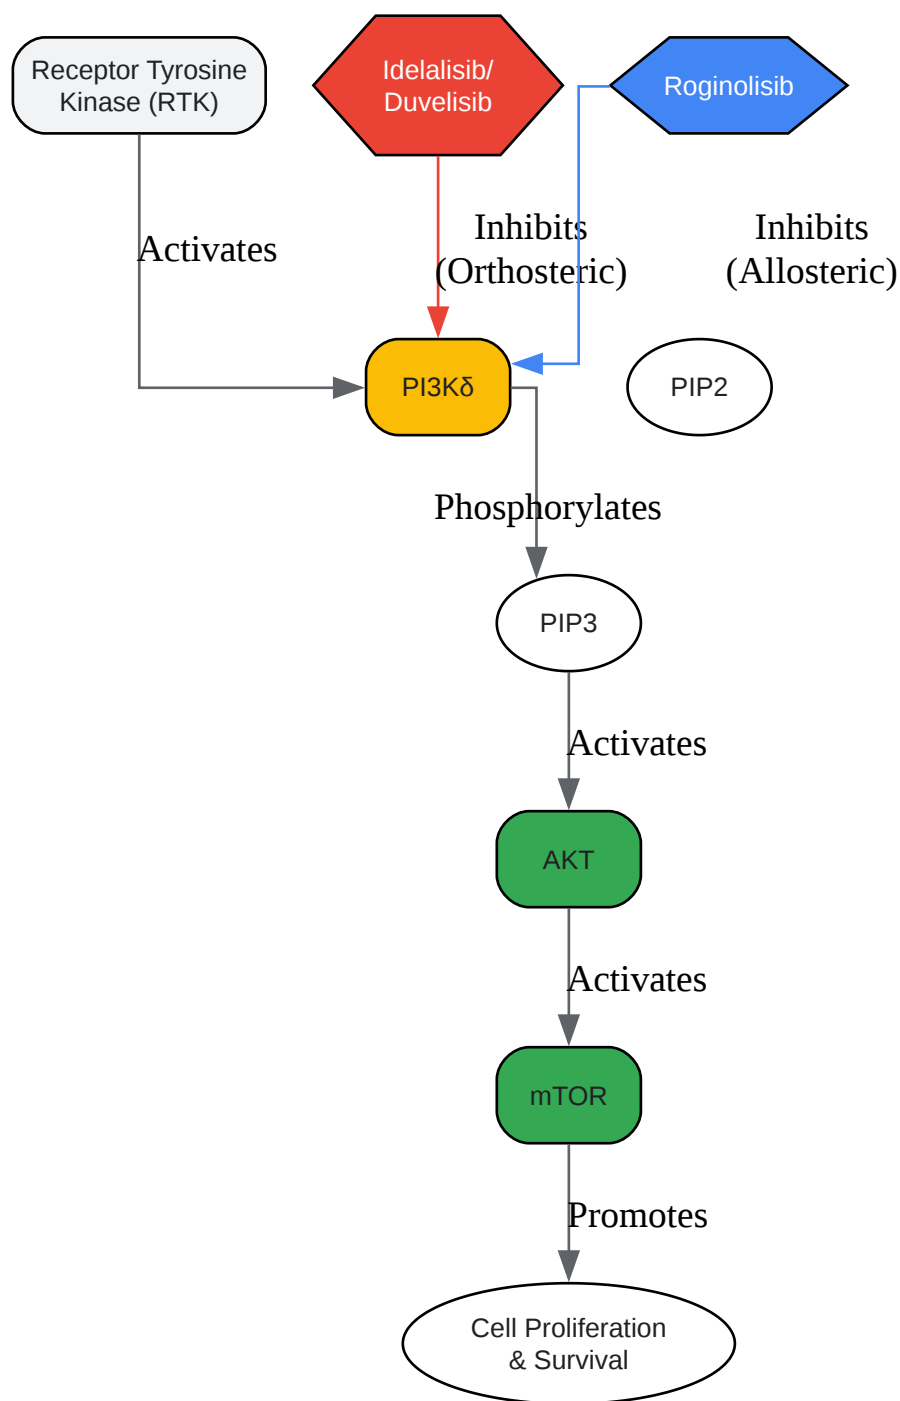 Receptor Tyrosine
Kinase (RTK)
Idelalisib/
Duvelisib
Roginolisib
Activates
Inhibits
(Orthosteric)
Inhibits
(Allosteric)
PI3Kδ
PIP2
Phosphorylates
PIP3
Activates
AKT
Activates
mTOR
Promotes
Cell Proliferation
& Survival